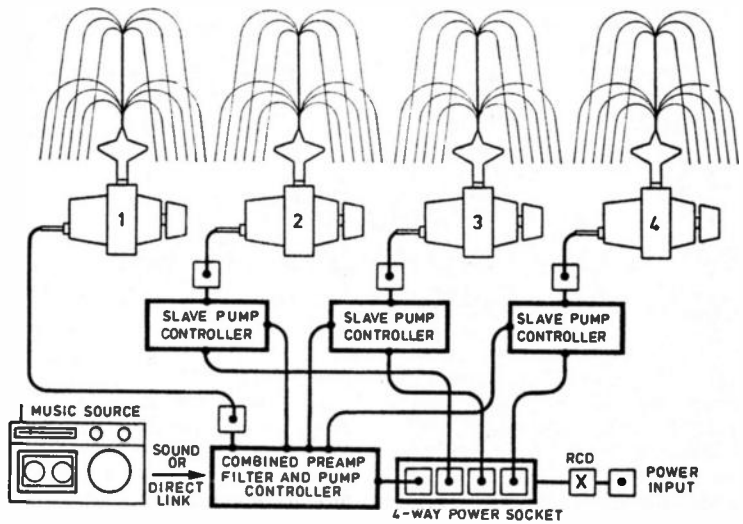 1
2
3
4
SLAVE PUMP
CONTROLLER
SLAVE PUMP
CONTROLLER
SLAVE PUMP
CONTROLLER
MUSIC SOURCE
SOUND
OR
DIRECT
LINK
COMBINED PREAMP
FILTER AND PUMP
CONTROLLER
4-WAY POWER SOCKET
RCD
X
POWER
INPUT